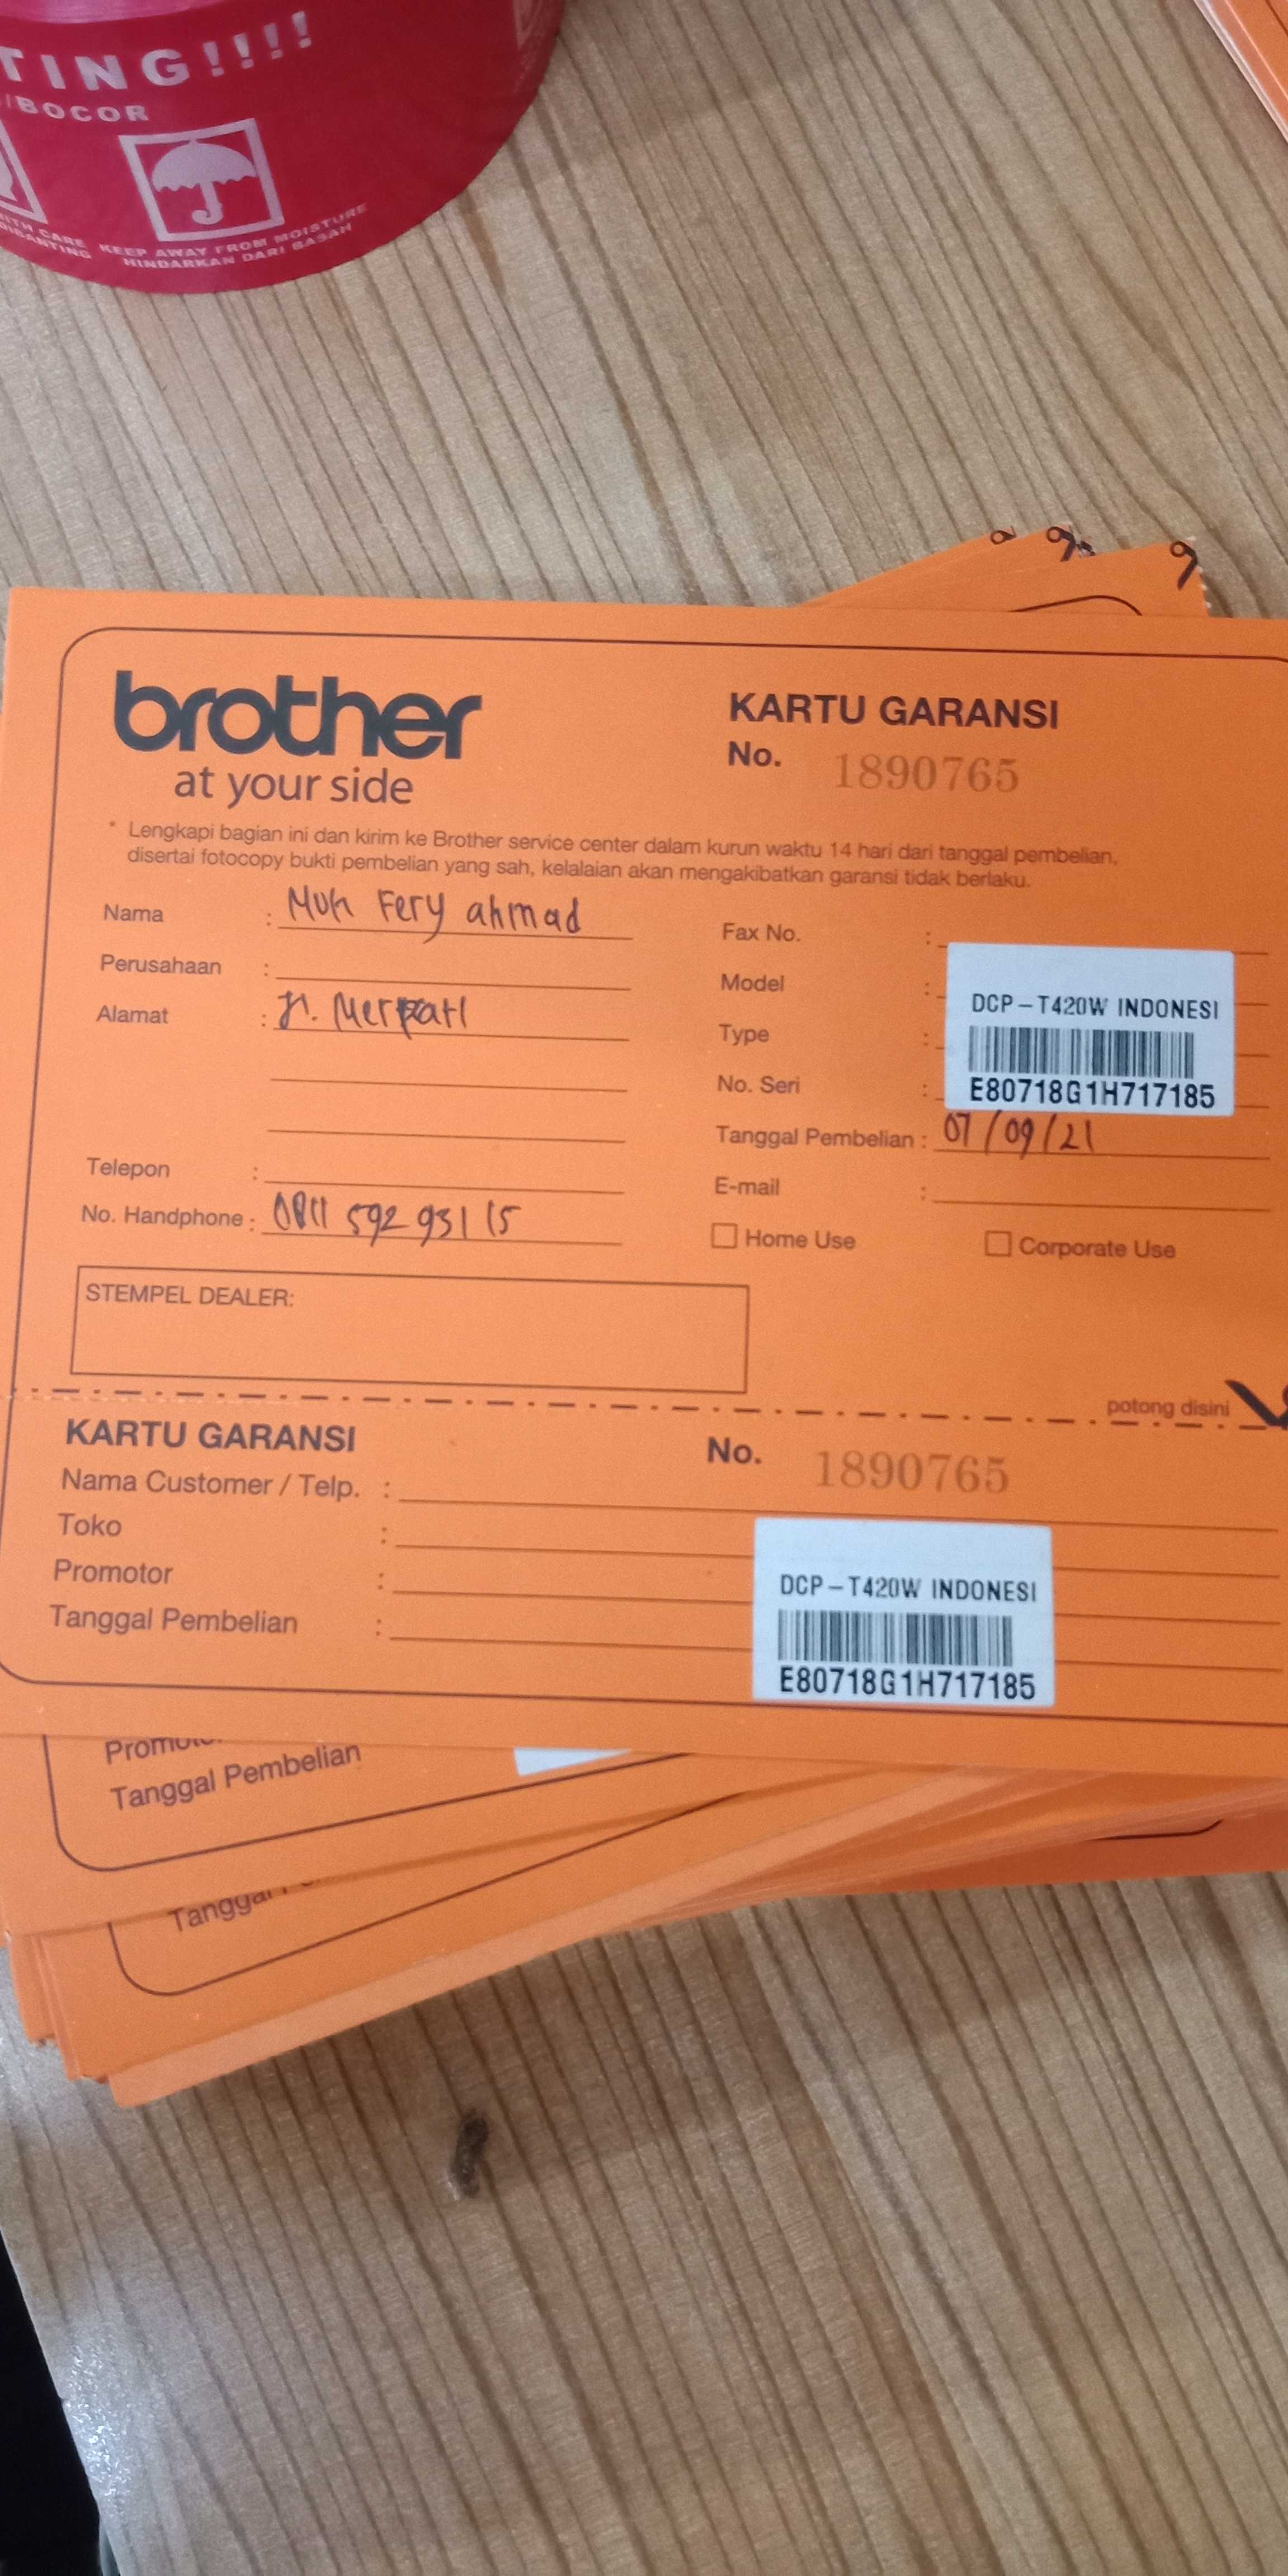 TING!!!!
/BOCOR
ITH CARE
DIBANTING
KEEP AWAY FROM MOISTURE
HINDARKAN DARI BASAH
brother
at your side
KARTU GARANSI
No. 1890765
* Lengkapi bagian ini dan kirim ke Brother service center dalam kurun waktu 14 hari dari tanggal pembelian,
disertai fotocopy bukti pembelian yang sah, kelalaian akan mengakibatkan garansi tidak berlaku.
Nama : Muh Fery ahmad
Perusahaan :
Alamat : Jl. Merpati
Telepon :
No. Handphone : 0811 592 93115
Fax No. :
Model :
Type :
No. Seri :
DCP-T420W INDONESI
E80718G1H717185
Tanggal Pembelian : 07/09/21
E-mail :
Home Use
Corporate Use
STEMPEL DEALER:
potong disini
KARTU GARANSI
No. 1890765
Nama Customer / Telp. :
Toko :
Promotor :
Tanggal Pembelian :
DCP-T420W INDONESI
E80718G1H717185
Tanggal Pembelian